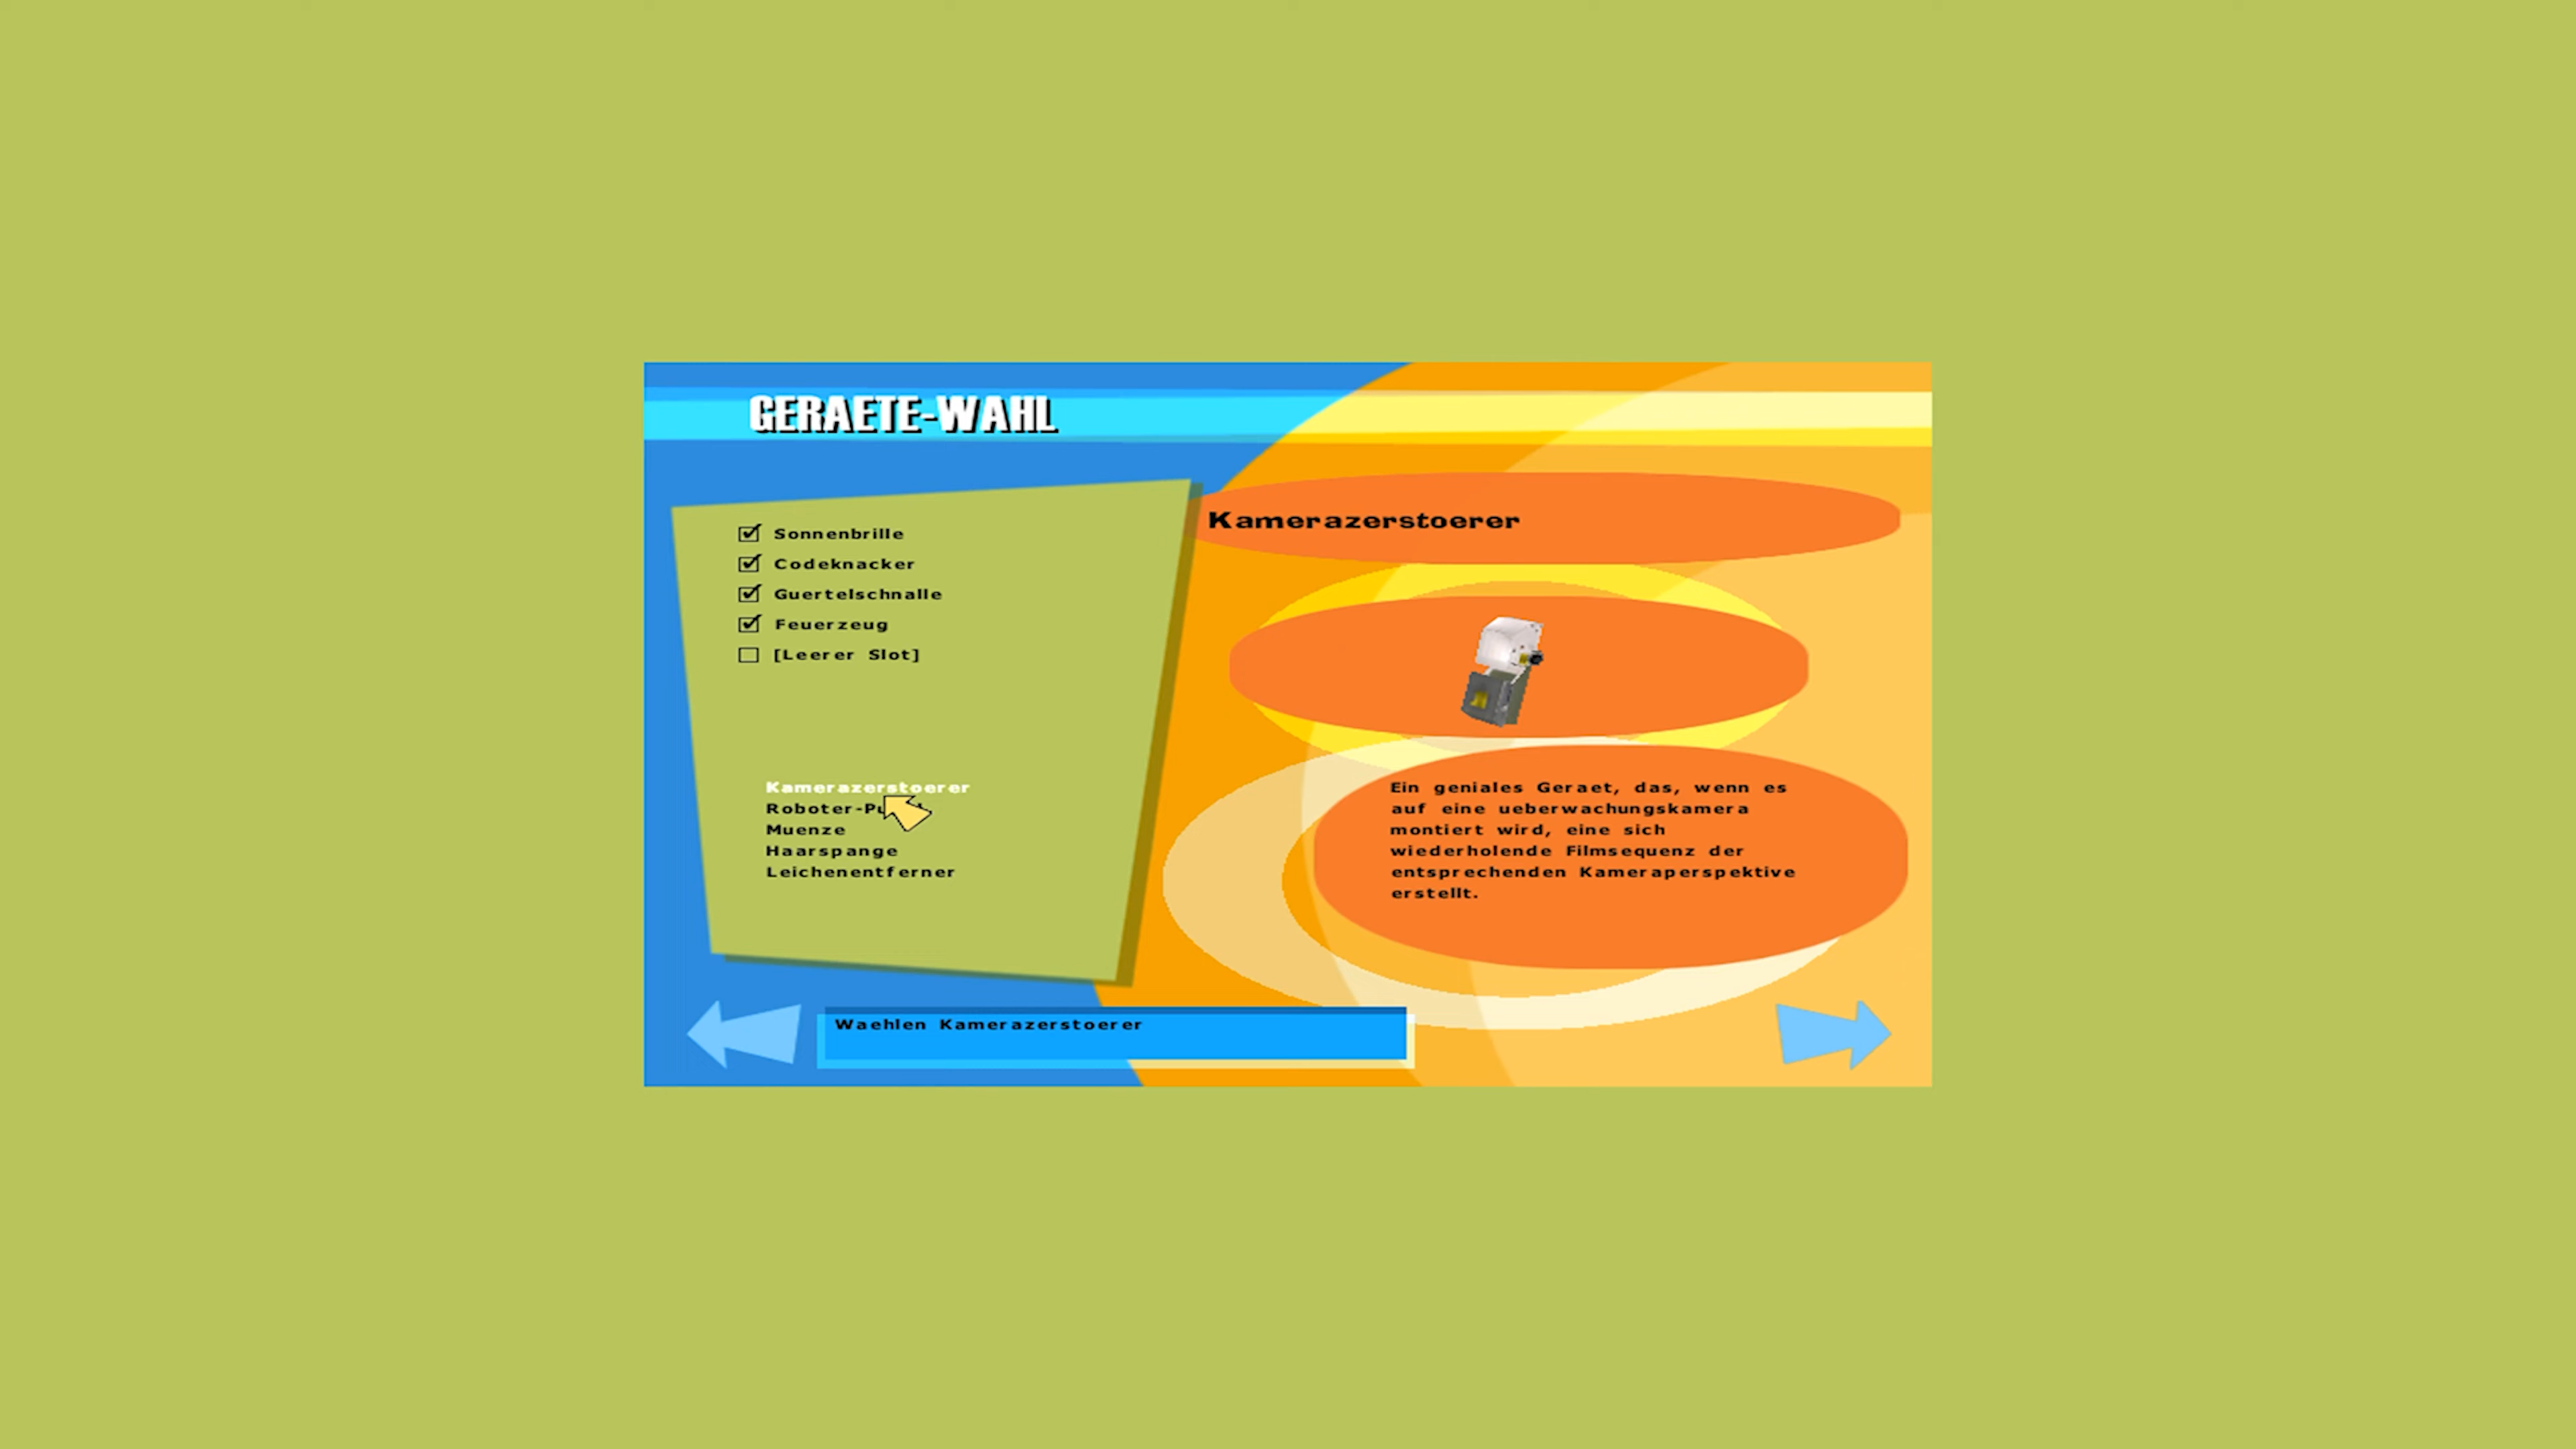 GERAETE-WAHL
Sonnenbrille
Codeknacker
Guertelschnalle
Feuerzeug
[Leerer Slot]
Kamerazerstoerer
Muenze
Haarspange
Leichenentferner
Kamerazerstoerer
Ein geniales Geraet, das, wenn es
auf eine ueberwachungskamera
montiert wird, eine sich
wiederholende Filmsequenz der
entsprechenden Kameraperspektive
erstellt.
Waehlen Kamerazerstoerer